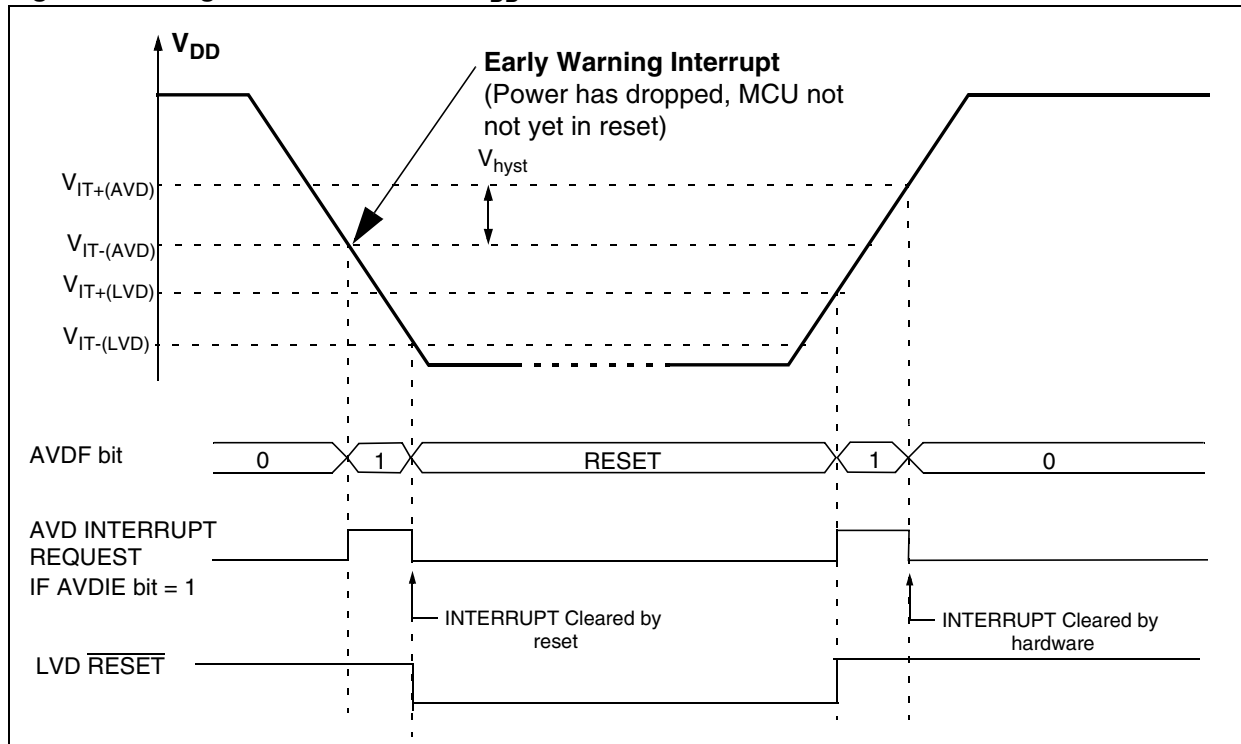 V_DD
Early Warning Interrupt
(Power has dropped, MCU not
not yet in reset)
V_hyst
V_IT+(AVD)
V_IT-(AVD)
V_IT+(LVD)
V_IT-(LVD)
AVDF bit
0
1
RESET
1
0
AVD INTERRUPT
REQUEST
IF AVDIE bit = 1
INTERRUPT Cleared by
reset
INTERRUPT Cleared by
hardware
LVD RESET